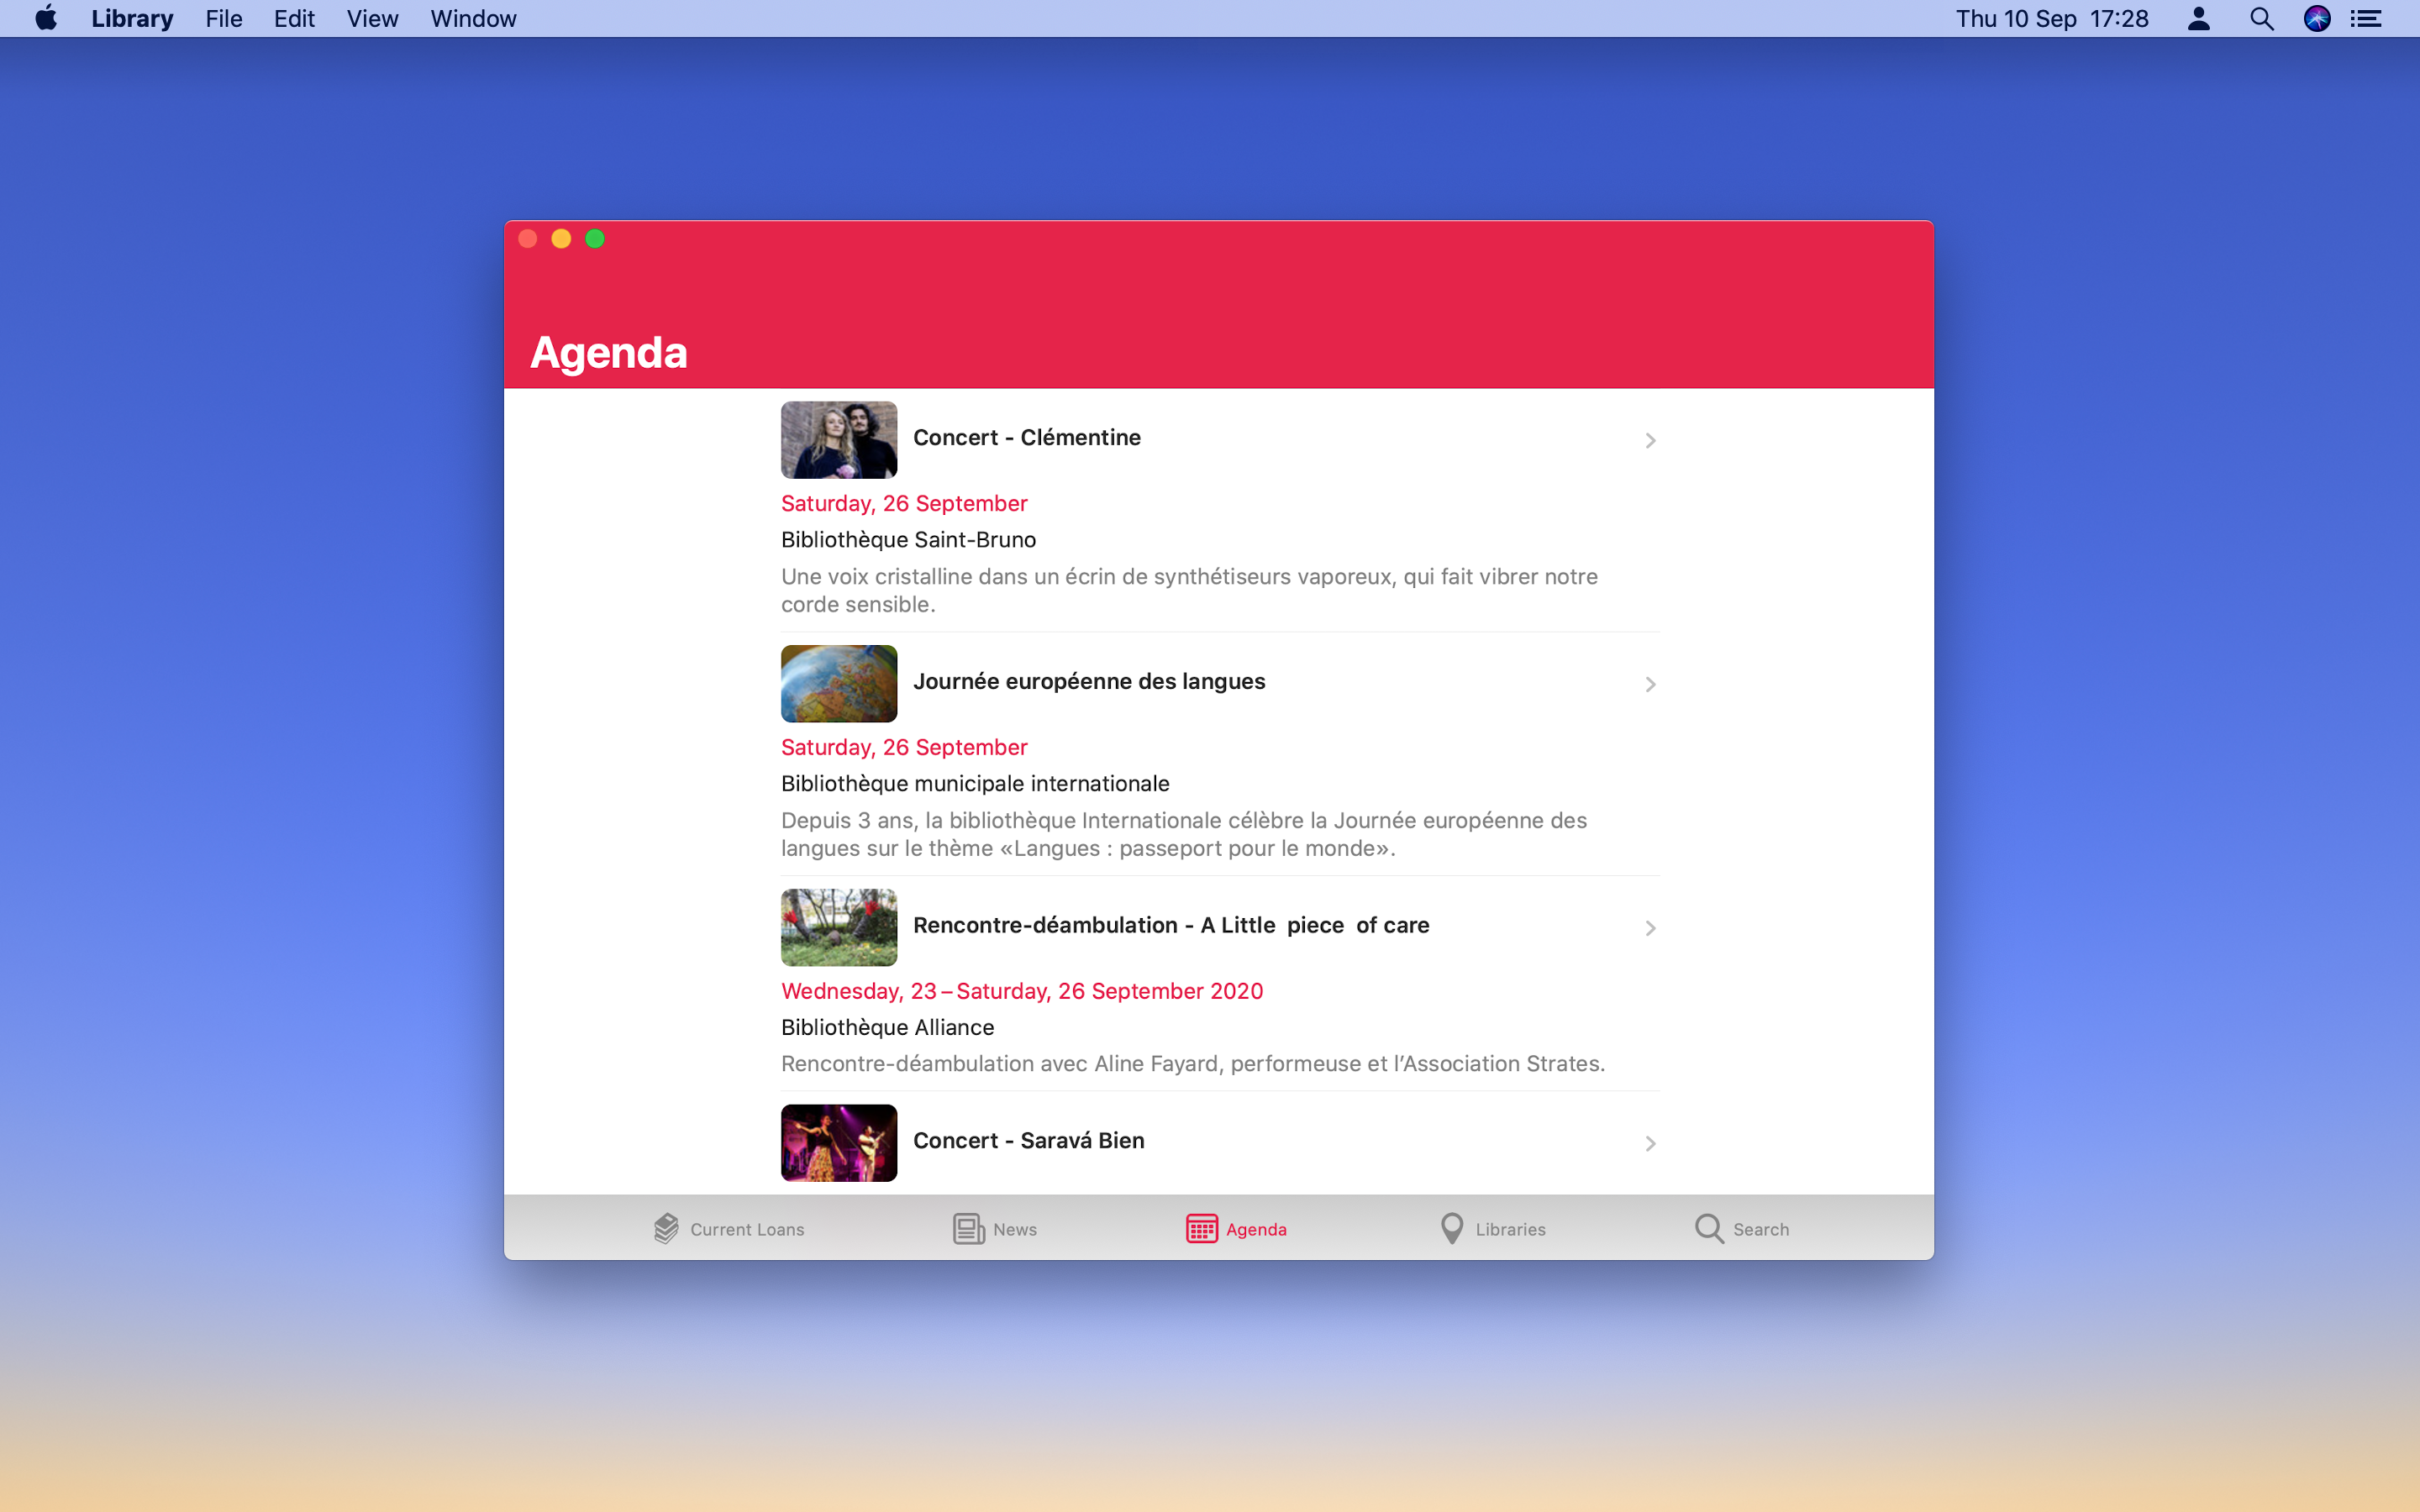 Library File Edit View Window Thu 10 Sep 17:28
Agenda
Concert - Clémentine
Saturday, 26 September
Bibliothèque Saint-Bruno
Une voix cristalline dans un écrin de synthétiseurs vaporeux, qui fait vibrer notre
corde sensible.
Journée européenne des langues
Saturday, 26 September
Bibliothèque municipale internationale
Depuis 3 ans, la bibliothèque Internationale célèbre la Journée européenne des
langues sur le thème «Langues : passeport pour le monde».
Rencontre-déambulation - A Little  piece  of care
Wednesday, 23 – Saturday, 26 September 2020
Bibliothèque Alliance
Rencontre-déambulation avec Aline Fayard, performeuse et l’Association Strates.
Concert - Saravá Bien
Current Loans News Agenda Libraries Search